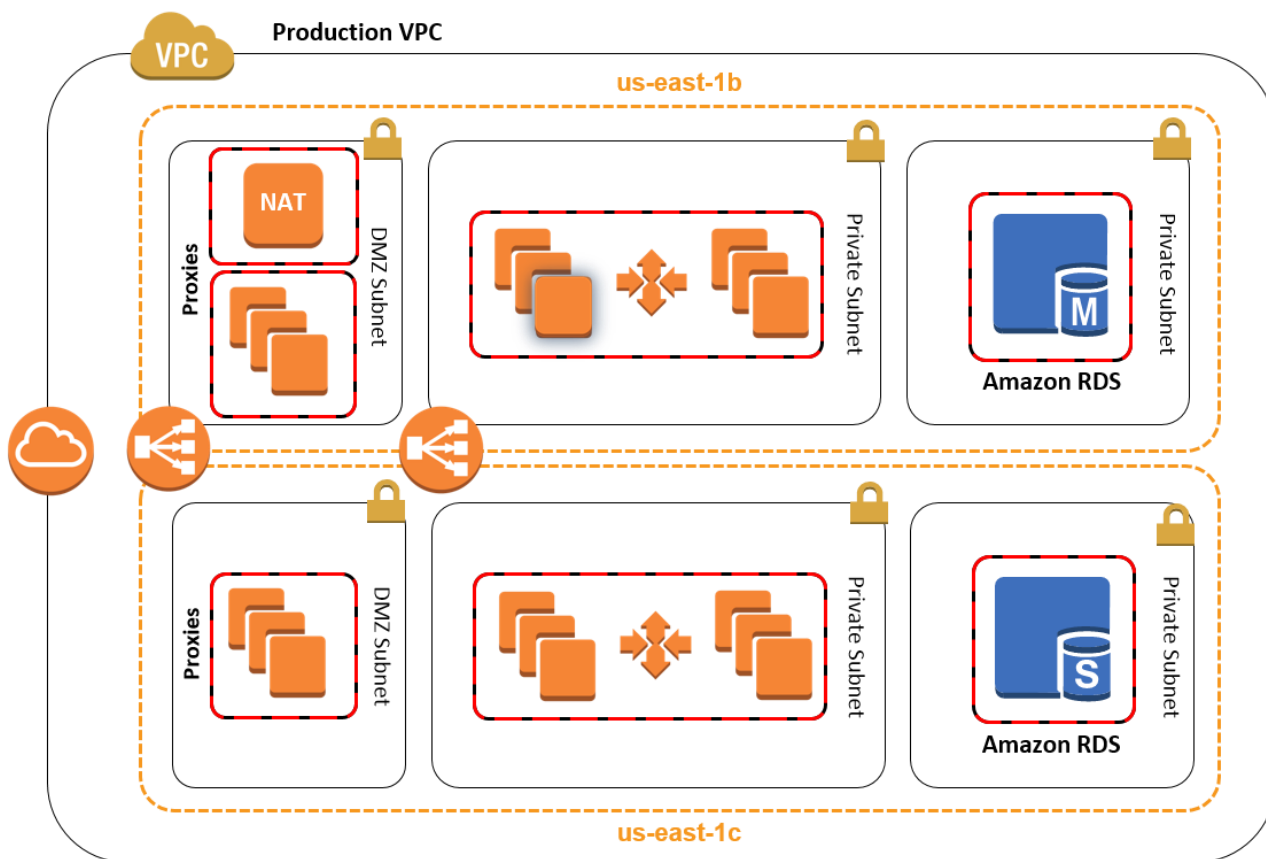 Production VPC
VPC
us-east-1b
NAT
Proxies
DMZ Subnet
Private Subnet
M
Amazon RDS
Private Subnet
Proxies
DMZ Subnet
Private Subnet
S
Amazon RDS
Private Subnet
us-east-1c